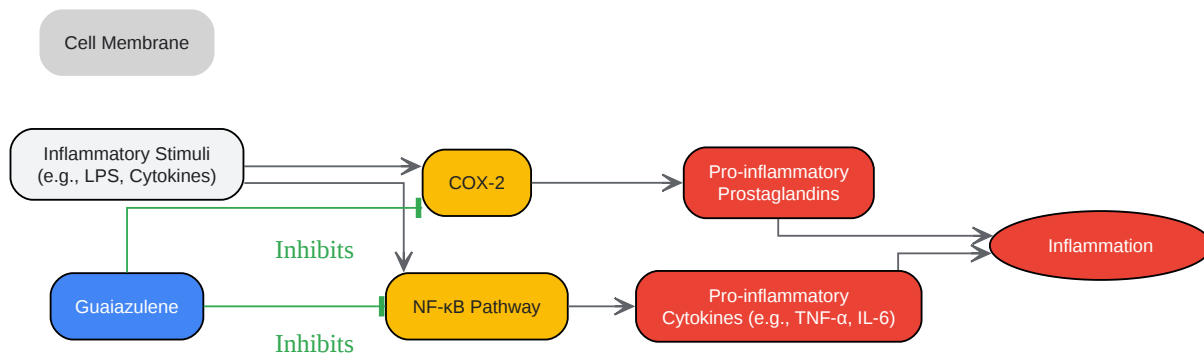 Cell Membrane
Inflammatory Stimuli
(e.g., LPS, Cytokines)
COX-2
Pro-inflammatory
Prostaglandins
Inflammation
Inhibits
Guaiazulene
NF-κB Pathway
Pro-inflammatory
Cytokines (e.g., TNF-α, IL-6)
Inhibits